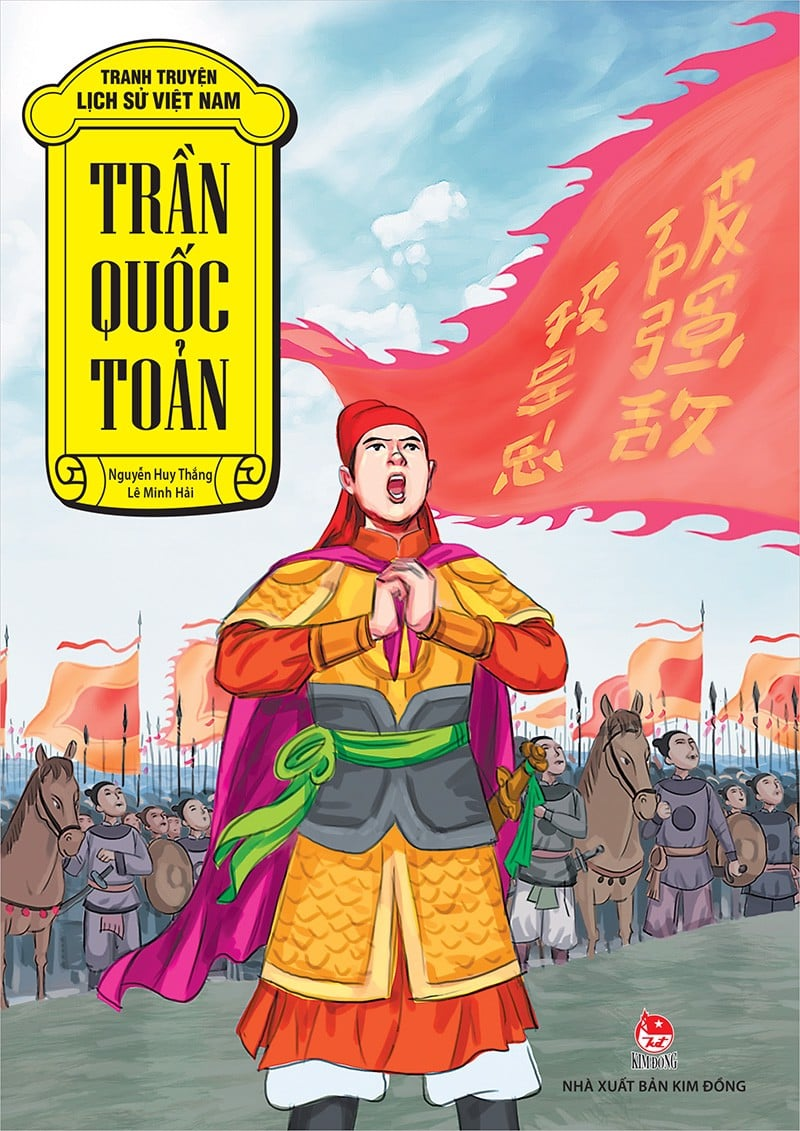 TRANH TRUYỆN
LỊCH SỬ VIỆT NAM
TRẦN
QUỐC
TOẢN
Nguyễn Huy Thắng
Lê Minh Hải
破強敵
皇恩
kđ
KIM ĐỒNG
NHÀ XUẤT BẢN KIM ĐỒNG